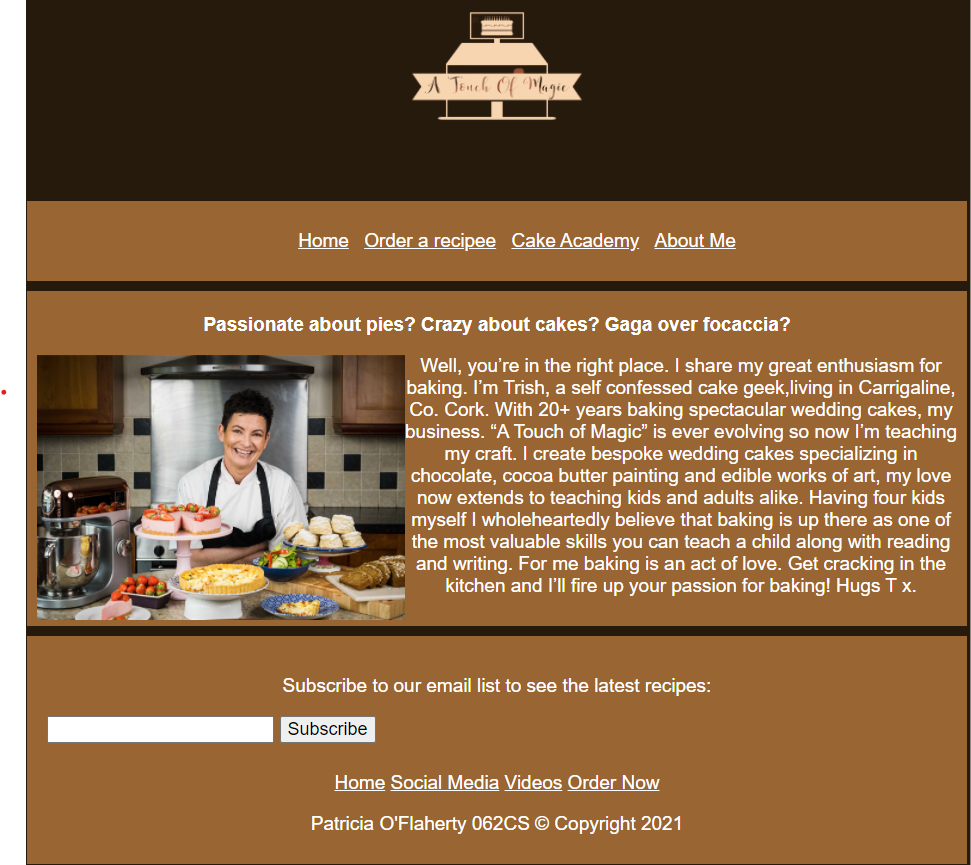 A Touch Of Magic
Home Order a recipee Cake Academy About Me
Passionate about pies? Crazy about cakes? Gaga over focaccia?
Well, you’re in the right place. I share my great enthusiasm for
baking. I’m Trish, a self confessed cake geek,living in Carrigaline,
Co. Cork. With 20+ years baking spectacular wedding cakes, my
business. “A Touch of Magic” is ever evolving so now I’m teaching
my craft. I create bespoke wedding cakes specializing in
chocolate, cocoa butter painting and edible works of art, my love
now extends to teaching kids and adults alike. Having four kids
myself I wholeheartedly believe that baking is up there as one of
the most valuable skills you can teach a child along with reading
and writing. For me baking is an act of love. Get cracking in the
kitchen and I’ll fire up your passion for baking! Hugs T x.
Subscribe to our email list to see the latest recipes:
Subscribe
Home Social Media Videos Order Now
Patricia O'Flaherty 062CS © Copyright 2021